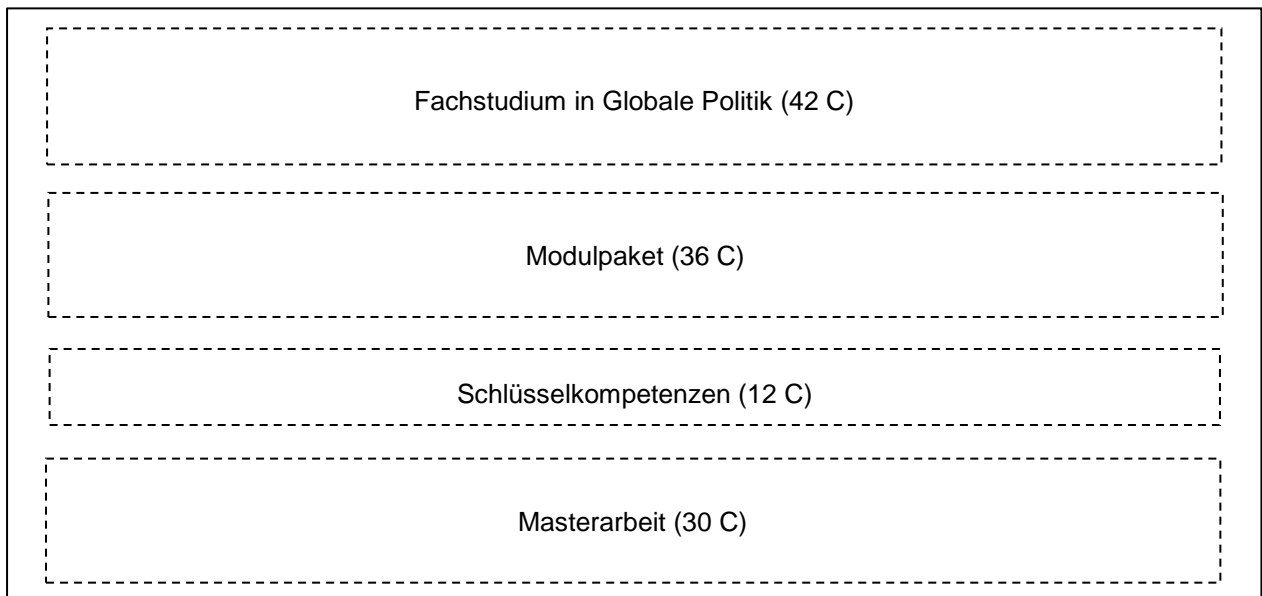 Fachstudium in Globale Politik (42 C)
Modulpaket (36 C)
Schlüsselkompetenzen (12 C)
Masterarbeit (30 C)